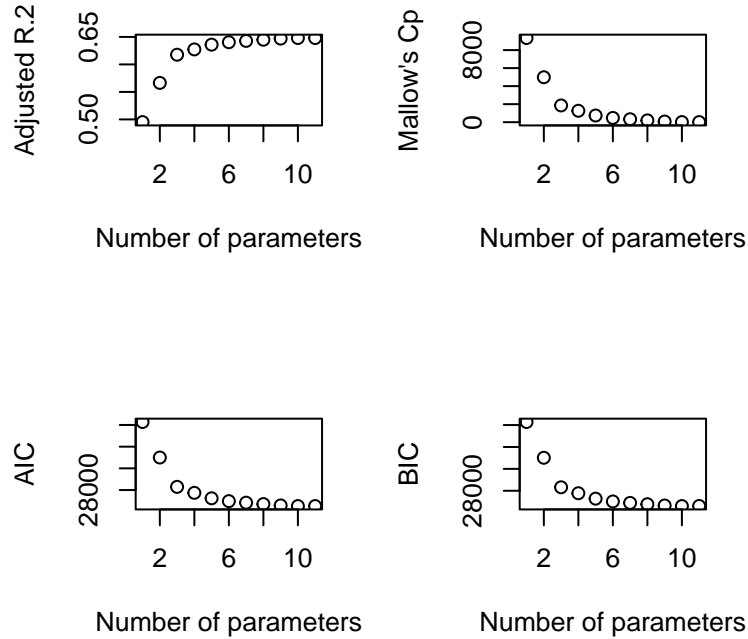 Adjusted R.2
0.50 0.65
2 6 10
Number of parameters
Mallow's Cp
0 8000
2 6 10
Number of parameters
AIC
28000
2 6 10
Number of parameters
BIC
28000
2 6 10
Number of parameters